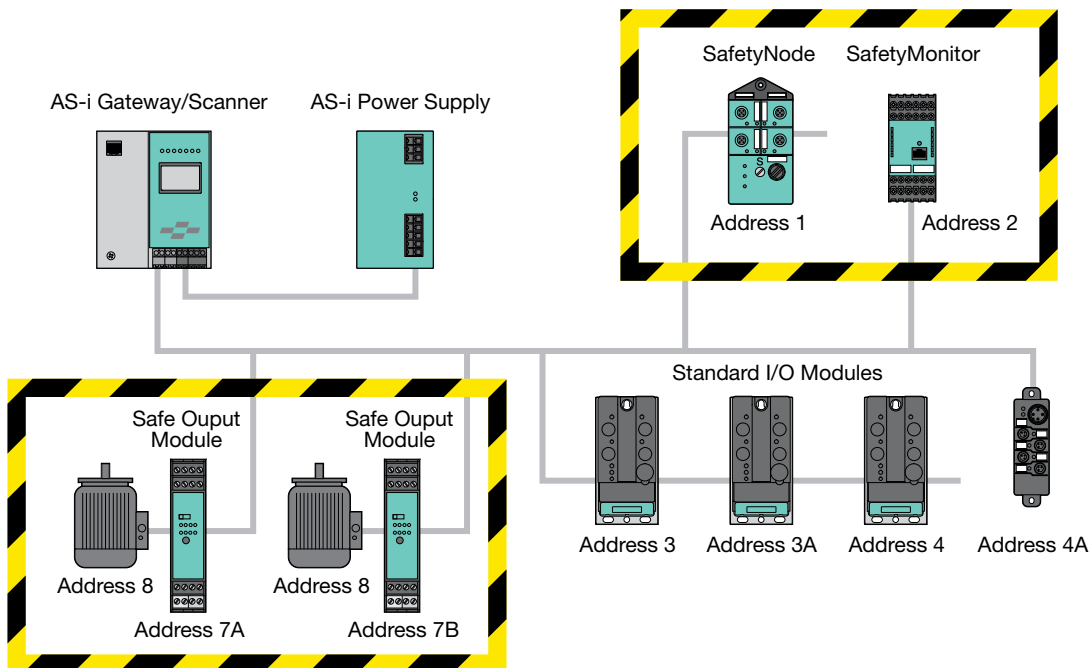 SafetyNode
SafetyMonitor
AS-i Gateway/Scanner
AS-i Power Supply
S
Address 1
Address 2
Standard I/O Modules
Safe Ouput
Module
Safe Ouput
Module
Address 3
Address 3A
Address 4
Address 4A
Address 8
Address 8
Address 7A
Address 7B